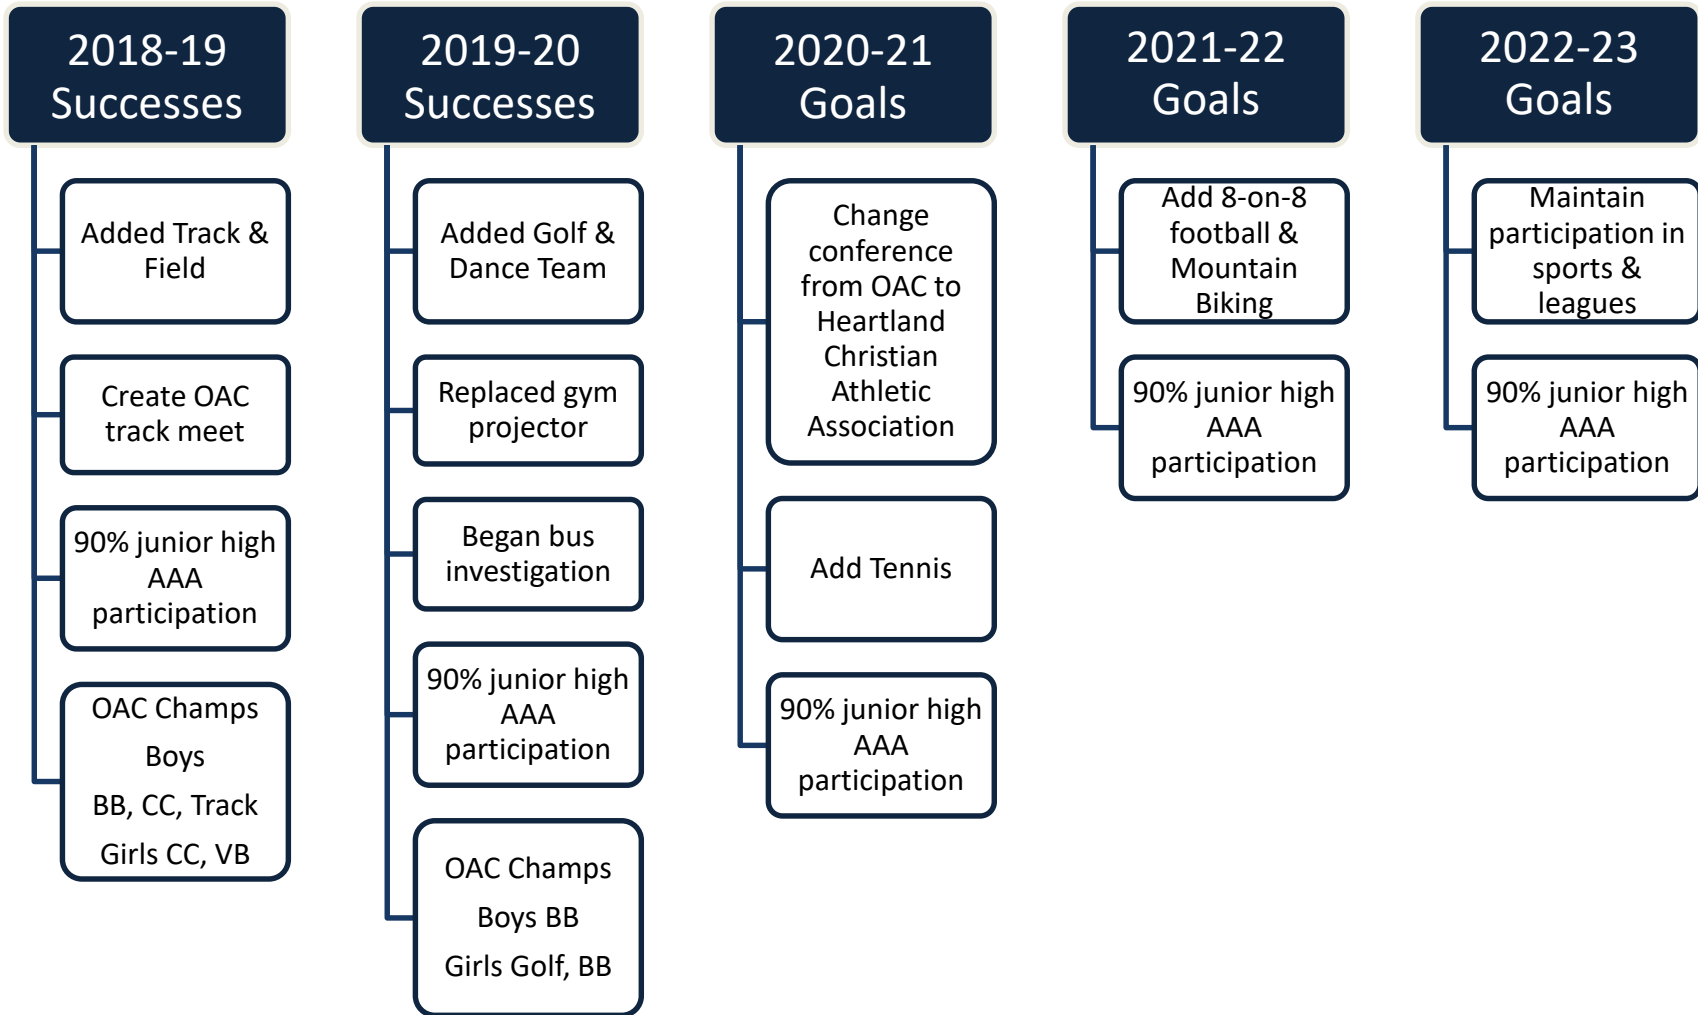 2018-19
Successes
Added Track &
Field
Create OAC
track meet
90% junior high
AAA
participation
OAC Champs
Boys
BB, CC, Track
Girls CC, VB
2019-20
Successes
Added Golf &
Dance Team
Replaced gym
projector
Began bus
investigation
90% junior high
AAA
participation
OAC Champs
Boys BB
Girls Golf, BB
2020-21
Goals
Change
conference
from OAC to
Heartland
Christian
Athletic
Association
Add Tennis
90% junior high
AAA
participation
2021-22
Goals
Add 8-on-8
football &
Mountain
Biking
90% junior high
AAA
participation
2022-23
Goals
Maintain
participation in
sports &
leagues
90% junior high
AAA
participation